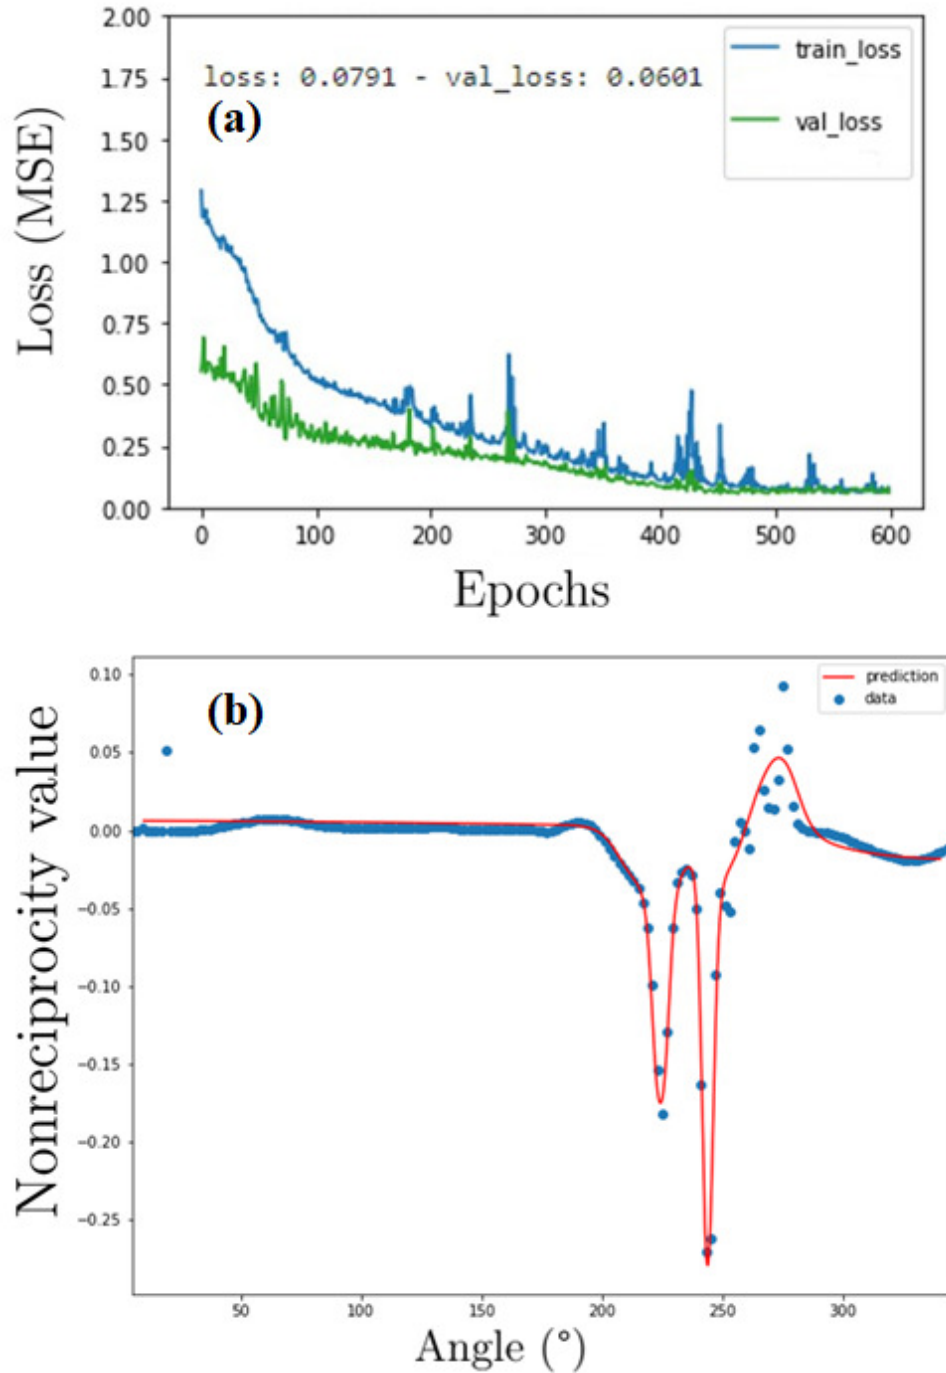 2.00
1.75
1.50
1.25
1.00
0.75
0.50
0.25
0.00
Loss (MSE)
loss: 0.0791 - val_loss: 0.0601
(a)
train_loss
val_loss
0 100 200 300 400 500 600
Epochs
0.10
0.05
0.00
−0.05
−0.10
−0.15
−0.20
−0.25
Nonreciprocity value
(b)
prediction
data
50 100 150 200 250 300
Angle (°)